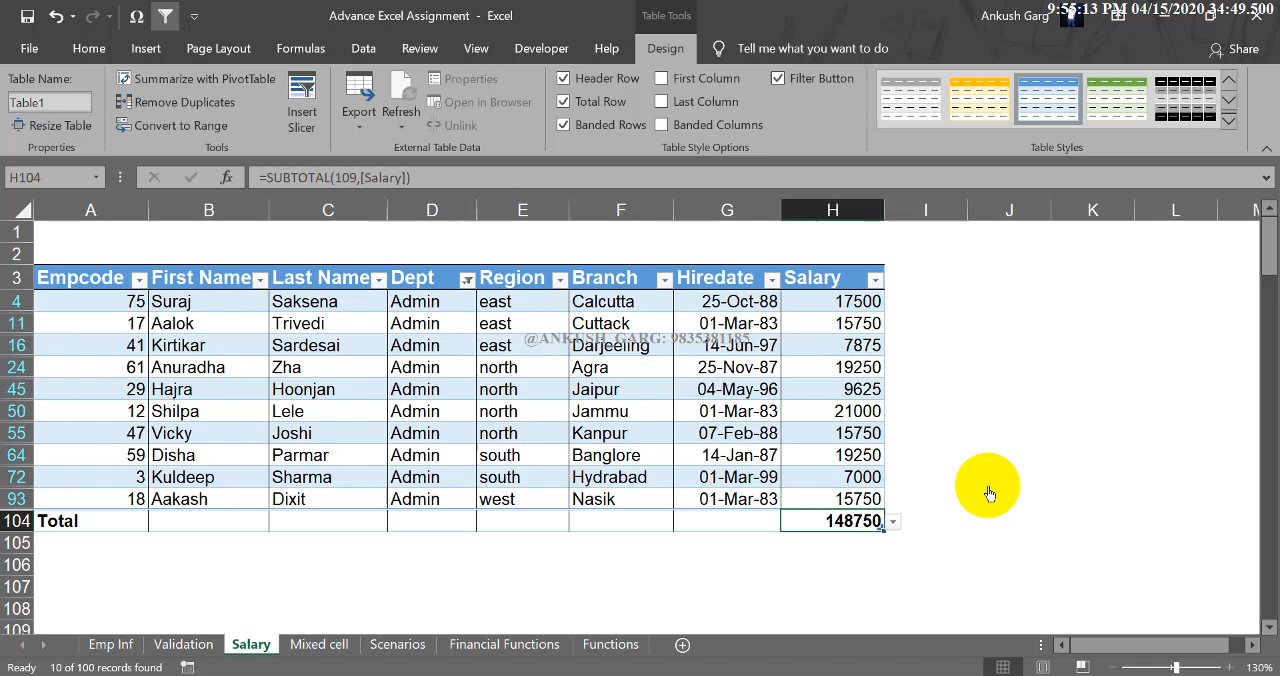 Advance Excel Assignment - Excel
Table Tools
Ankush Garg
9:55:13 PM 04/15/2020 34:49.500
File Home Insert Page Layout Formulas Data Review View Developer Help Design Tell me what you want to do Share
Table Name:
Table1
Resize Table
Properties
Summarize with PivotTable
Remove Duplicates
Convert to Range
Insert
Slicer
Tools
Export Refresh
Properties
Open in Browser
Unlink
External Table Data
Header Row First Column Filter Button
Total Row Last Column
Banded Rows Banded Columns
Table Style Options
Table Styles
H104 fx =SUBTOTAL(109,[Salary])
A B C D E F G H I J K L M
1
2
3 Empcode First Name Last Name Dept Region Branch Hiredate Salary
4 75 Suraj Saksena Admin east Calcutta 25-Oct-88 17500
11 17 Aalok Trivedi Admin east Cuttack 01-Mar-83 15750
@ANKUSH_GARG: 9835381185
16 41 Kirtikar Sardesai Admin east Darjeeling 14-Jun-97 7875
24 61 Anuradha Zha Admin north Agra 25-Nov-87 19250
45 29 Hajra Hoonjan Admin north Jaipur 04-May-96 9625
50 12 Shilpa Lele Admin north Jammu 01-Mar-83 21000
55 47 Vicky Joshi Admin north Kanpur 07-Feb-88 15750
64 59 Disha Parmar Admin south Banglore 14-Jan-87 19250
72 3 Kuldeep Sharma Admin south Hydrabad 01-Mar-99 7000
93 18 Aakash Dixit Admin west Nasik 01-Mar-83 15750
104 Total 148750
105
106
107
108
109
Emp Inf Validation Salary Mixed cell Scenarios Financial Functions Functions
Ready 10 of 100 records found 130%